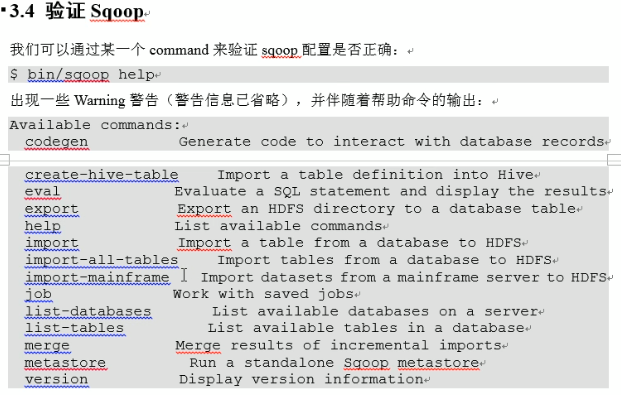 3.4 验证 Sqoop
我们可以通过某一个 command 来验证 sqoop 配置是否正确：
$ bin/sqoop help
出现一些 Warning 警告（警告信息已省略），并伴随着帮助命令的输出：
Available commands:
codegen Generate code to interact with database records
create-hive-table Import a table definition into Hive
eval Evaluate a SQL statement and display the results
export Export an HDFS directory to a database table
help List available commands
import Import a table from a database to HDFS
import-all-tables Import tables from a database to HDFS
import-mainframe Import datasets from a mainframe server to HDFS
job Work with saved jobs
list-databases List available databases on a server
list-tables List available tables in a database
merge Merge results of incremental imports
metastore Run a standalone Sqoop metastore
version Display version information